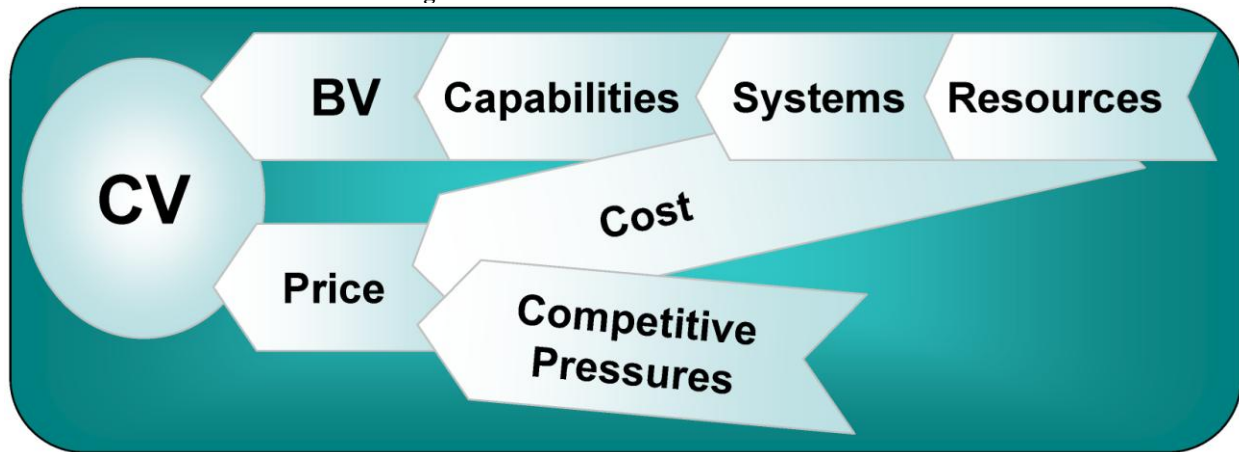 BV
Capabilities
Systems
Resources
CV
Cost
Price
Competitive
Pressures